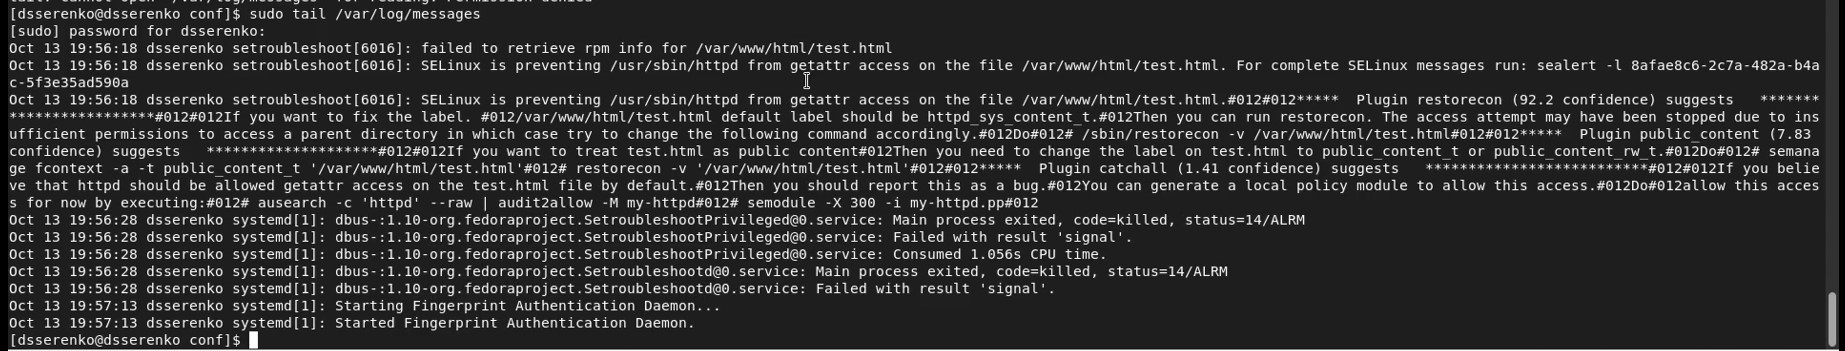 [dsserenko@dsserenko conf]$ sudo tail /var/log/messages
[sudo] password for dsserenko:
Oct 13 19:56:18 dsserenko setroubleshoot[6016]: failed to retrieve rpm info for /var/www/html/test.html
Oct 13 19:56:18 dsserenko setroubleshoot[6016]: SELinux is preventing /usr/sbin/httpd from getattr access on the file /var/www/html/test.html. For complete SELinux messages run: sealert -l 8afae8c6-2c7a-482a-b4a
c-5f3e35ad590a
Oct 13 19:56:18 dsserenko setroubleshoot[6016]: SELinux is preventing /usr/sbin/httpd from getattr access on the file /var/www/html/test.html.#012#012*****  Plugin restorecon (92.2 confidence) suggests   *******
*****************#012#012If you want to fix the label. #012/var/www/html/test.html default label should be httpd_sys_content_t.#012Then you can run restorecon. The access attempt may have been stopped due to ins
ufficient permissions to access a parent directory in which case try to change the following command accordingly.#012Do#012# /sbin/restorecon -v /var/www/html/test.html#012#012*****  Plugin public_content (7.83 
confidence) suggests   ********************#012#012If you want to treat test.html as public content#012Then you need to change the label on test.html to public_content_t or public_content_rw_t.#012Do#012# semana
ge fcontext -a -t public_content_t '/var/www/html/test.html'#012# restorecon -v '/var/www/html/test.html'#012#012*****  Plugin catchall (1.41 confidence) suggests   **************************#012#012If you belie
ve that httpd should be allowed getattr access on the test.html file by default.#012Then you should report this as a bug.#012You can generate a local policy module to allow this access.#012Do#012allow this acces
s for now by executing:#012# ausearch -c 'httpd' --raw | audit2allow -M my-httpd#012# semodule -X 300 -i my-httpd.pp#012
Oct 13 19:56:28 dsserenko systemd[1]: dbus-:1.10-org.fedoraproject.SetroubleshootPrivileged@0.service: Main process exited, code=killed, status=14/ALRM
Oct 13 19:56:28 dsserenko systemd[1]: dbus-:1.10-org.fedoraproject.SetroubleshootPrivileged@0.service: Failed with result 'signal'.
Oct 13 19:56:28 dsserenko systemd[1]: dbus-:1.10-org.fedoraproject.SetroubleshootPrivileged@0.service: Consumed 1.056s CPU time.
Oct 13 19:56:28 dsserenko systemd[1]: dbus-:1.10-org.fedoraproject.Setroubleshootd@0.service: Main process exited, code=killed, status=14/ALRM
Oct 13 19:56:28 dsserenko systemd[1]: dbus-:1.10-org.fedoraproject.Setroubleshootd@0.service: Failed with result 'signal'.
Oct 13 19:57:13 dsserenko systemd[1]: Starting Fingerprint Authentication Daemon...
Oct 13 19:57:13 dsserenko systemd[1]: Started Fingerprint Authentication Daemon.
[dsserenko@dsserenko conf]$